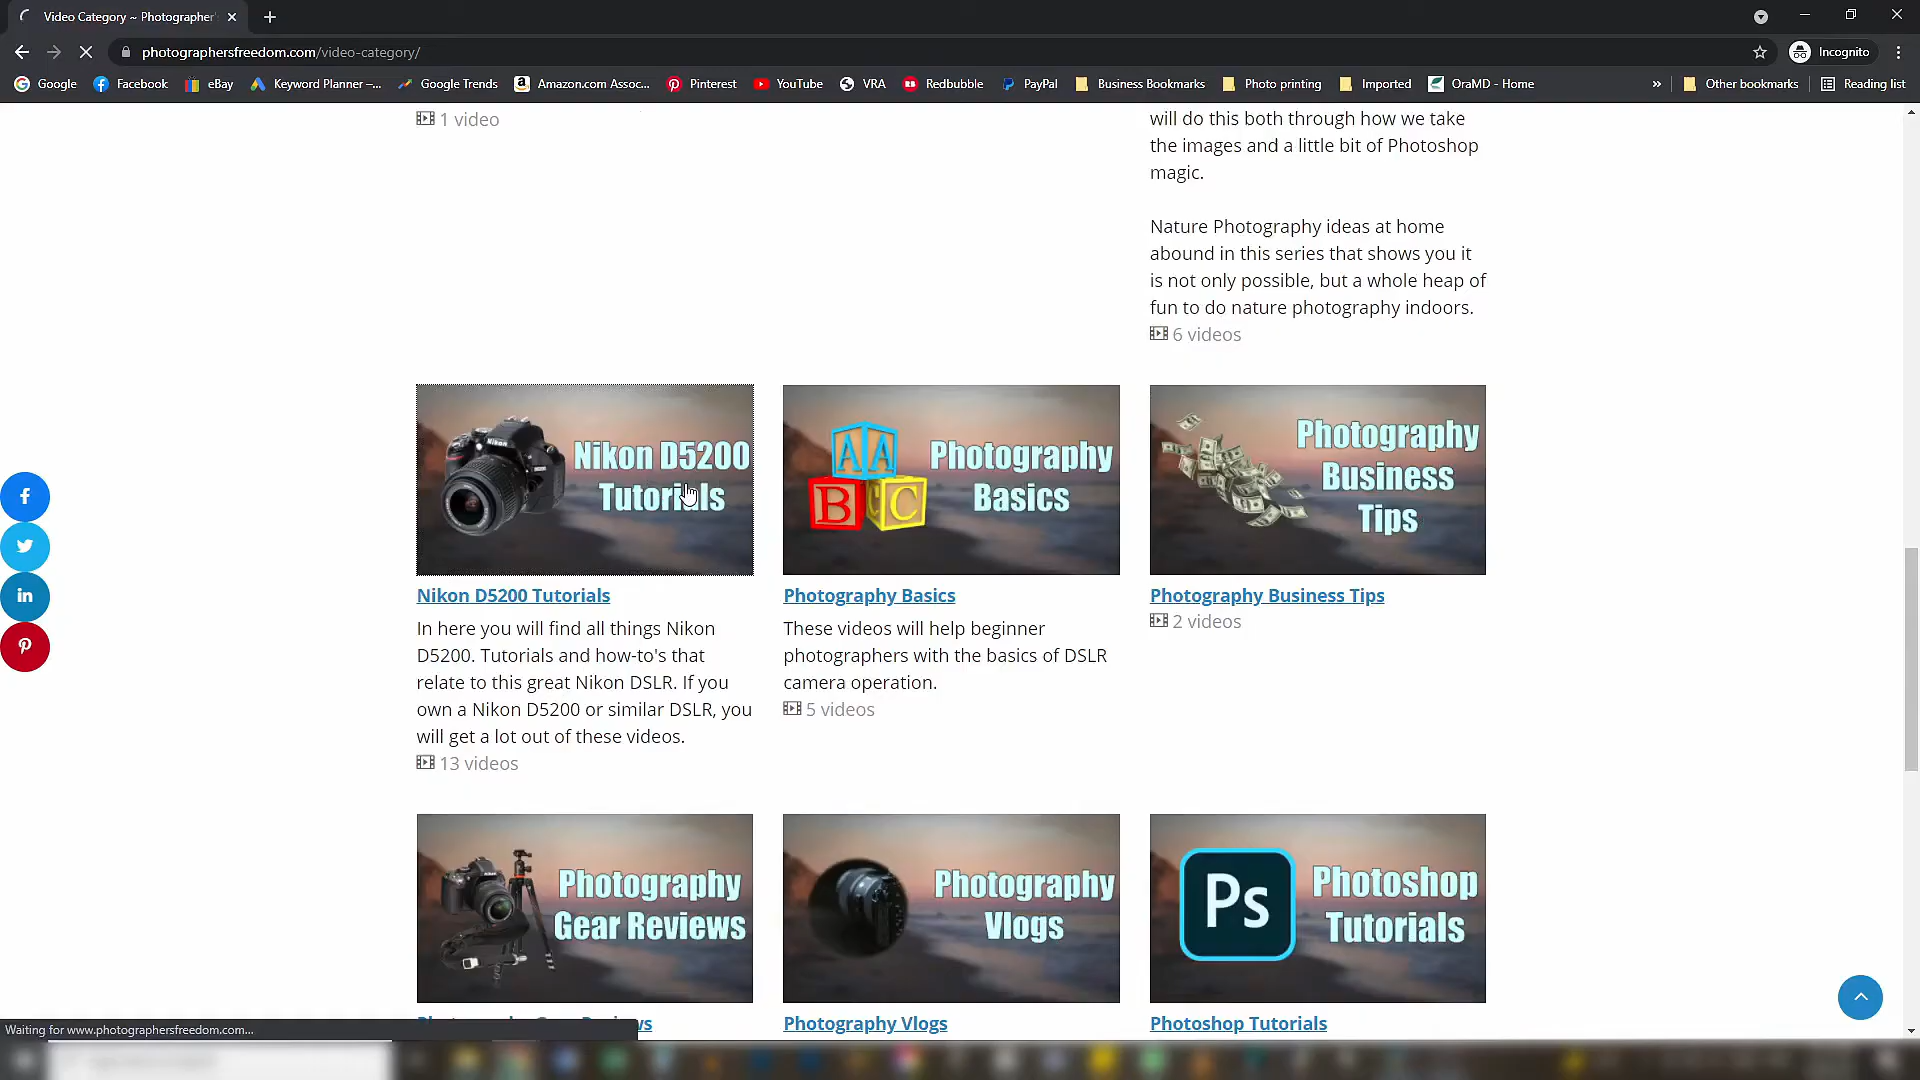 Video Category ~ Photographer's
photographersfreedom.com/video-category/
Incognito
Google
Facebook
eBay
Keyword Planner –...
Google Trends
Amazon.com Assoc...
Pinterest
YouTube
VRA
Redbubble
PayPal
Business Bookmarks
Photo printing
Imported
OraMD - Home
»
Other bookmarks
Reading list
1 video
will do this both through how we take
the images and a little bit of Photoshop
magic.
Nature Photography ideas at home
abound in this series that shows you it
is not only possible, but a whole heap of
fun to do nature photography indoors.
6 videos
Nikon D5200
Tutorials
A A
B C
Photography
Basics
Photography
Business
Tips
Nikon D5200 Tutorials
In here you will find all things Nikon
D5200. Tutorials and how-to's that
relate to this great Nikon DSLR. If you
own a Nikon D5200 or similar DSLR, you
will get a lot out of these videos.
13 videos
Photography Basics
These videos will help beginner
photographers with the basics of DSLR
camera operation.
5 videos
Photography Business Tips
2 videos
Photography
Gear Reviews
Photography
Vlogs
Ps
Photoshop
Tutorials
Photography Vlogs
Photoshop Tutorials
Waiting for www.photographersfreedom.com...